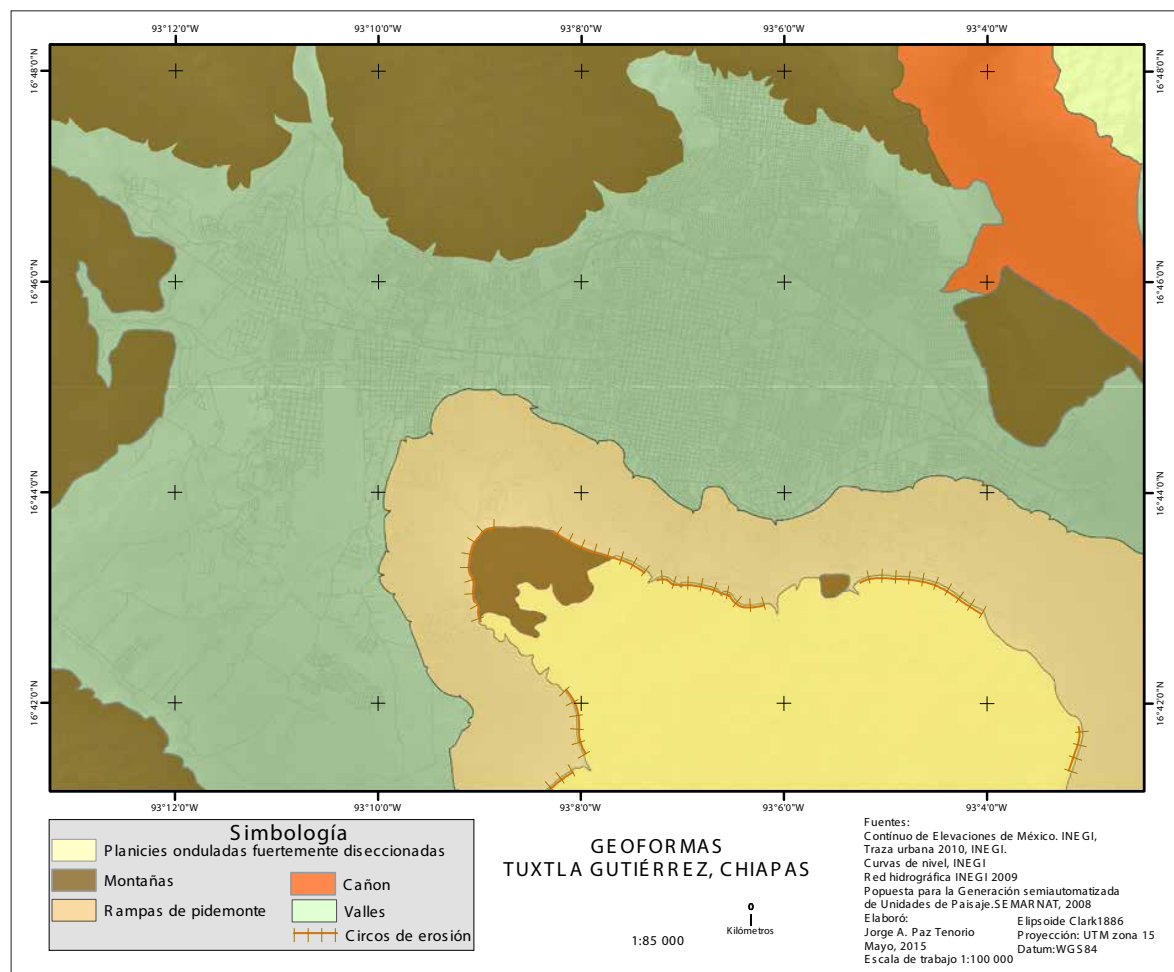 93°12'0"W 93°10'0"W 93°8'0"W 93°6'0"W 93°4'0"W
16°48'0"N 16°48'0"N
16°46'0"N 16°46'0"N
16°44'0"N 16°44'0"N
16°42'0"N 16°42'0"N
93°12'0"W 93°10'0"W 93°8'0"W 93°6'0"W 93°4'0"W
Simbología
Planicies onduladas fuertemente diseccionadas
Montañas
Cañon
Rampas de pidemonte
Valles
Circos de erosión
GEOFORMAS
TUXTLA GUTIÉRREZ, CHIAPAS
0
Kilómetros
1:85 000
Fuentes:
Contínuo de Elevaciones de México. INEGI,
Traza urbana 2010, INEGI.
Curvas de nivel, INEGI
Red hidrográfica INEGI 2009
Popuesta para la Generación semiautomatizada
de Unidades de Paisaje.SEMARNAT, 2008
Elaboró:
Jorge A. Paz Tenorio
Mayo, 2015
Escala de trabajo 1:100 000
Elipsoide Clark1886
Proyección: UTM zona 15
Datum:WGS84